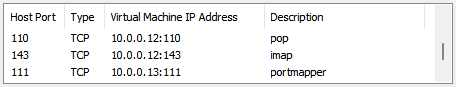 Host Port Type Virtual Machine IP Address Description
110 TCP 10.0.0.12:110 pop
143 TCP 10.0.0.12:143 imap
111 TCP 10.0.0.13:111 portmapper